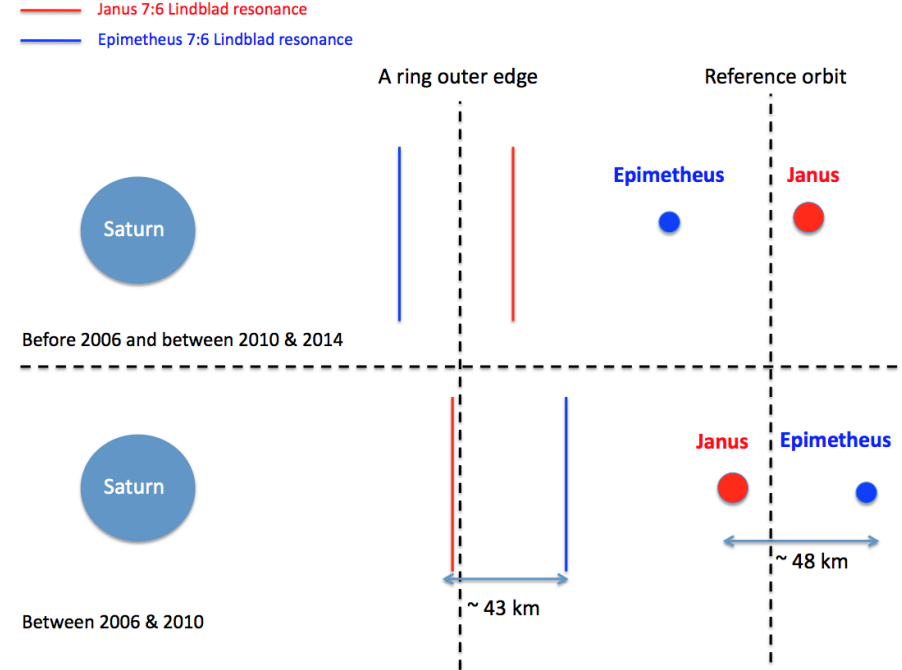 Janus 7:6 Lindblad resonance
Epimetheus 7:6 Lindblad resonance
A ring outer edge
Reference orbit
Epimetheus
Janus
Saturn
Before 2006 and between 2010 & 2014
Janus
Epimetheus
Saturn
~ 48 km
~ 43 km
Between 2006 & 2010